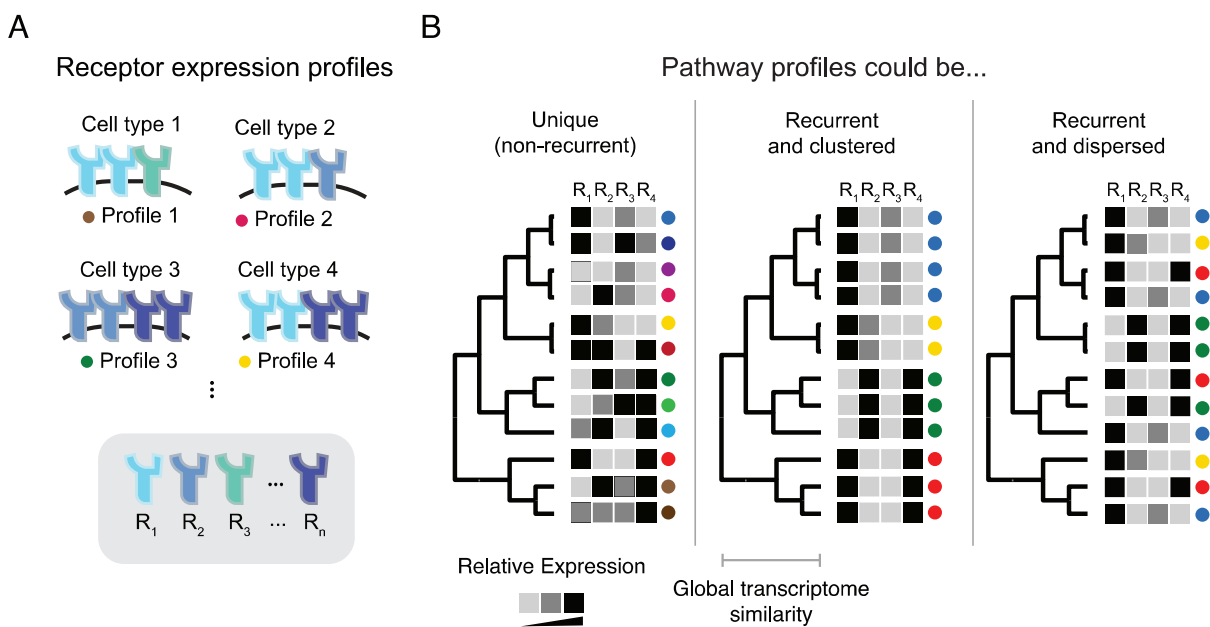 A
Receptor expression profiles
Cell type 1
Cell type 2
Profile 1
Profile 2
Cell type 3
Cell type 4
Profile 3
Profile 4
R1 R2 R3 ... Rn
B
Pathway profiles could be...
Unique
(non-recurrent)
R1 R2 R3 R4
Recurrent
and clustered
R1 R2 R3 R4
Recurrent
and dispersed
R1 R2 R3 R4
Relative Expression
Global transcriptome
similarity